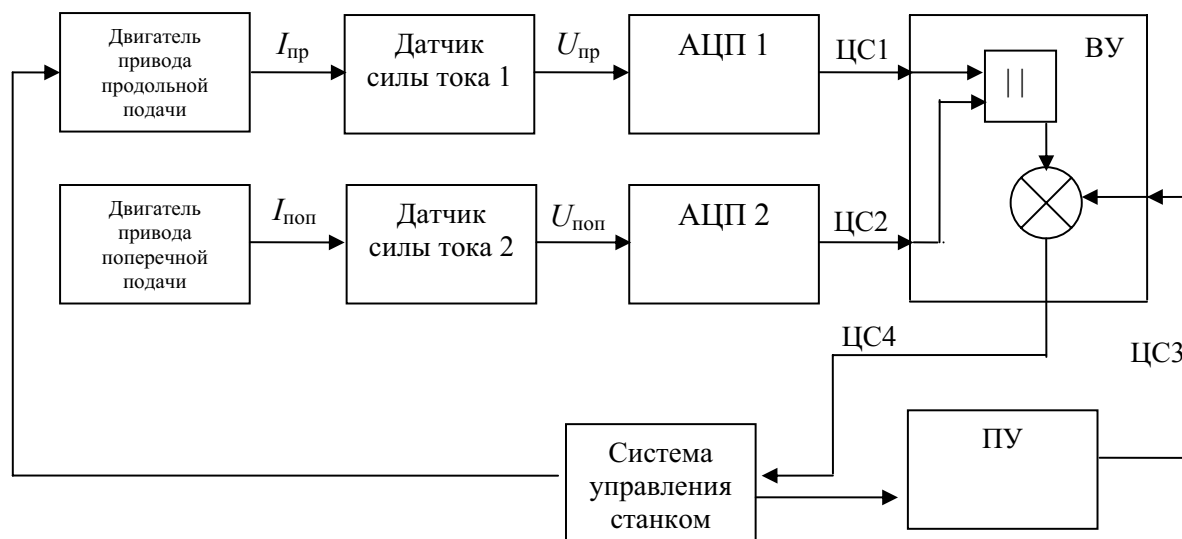 Двигатель
привода
продольной
подачи
Iпр
Датчик
силы тока 1
Uпр
АЦП 1
ЦС1
ВУ
||
Двигатель
привода
поперечной
подачи
Iпоп
Датчик
силы тока 2
Uпоп
АЦП 2
ЦС2
ЦС4
ЦС3
Система
управления
станком
ПУ